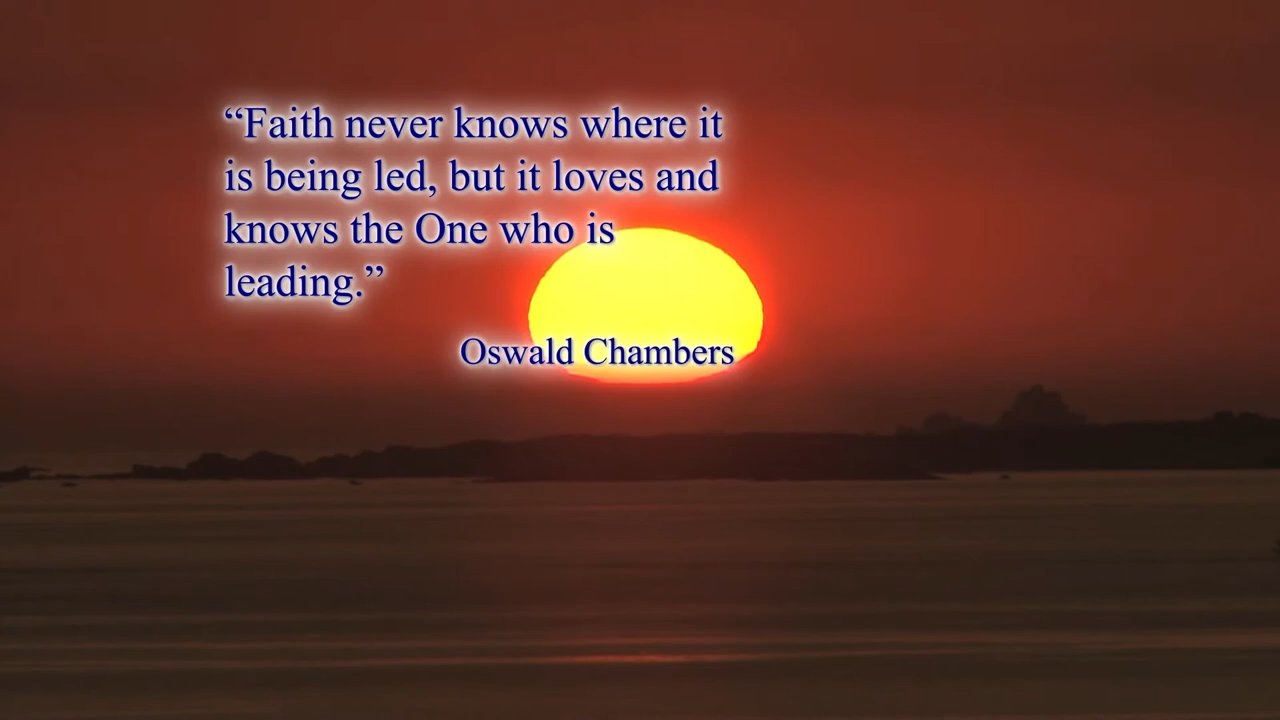 “Faith never knows where it
is being led, but it loves and
knows the One who is
leading.”
Oswald Chambers